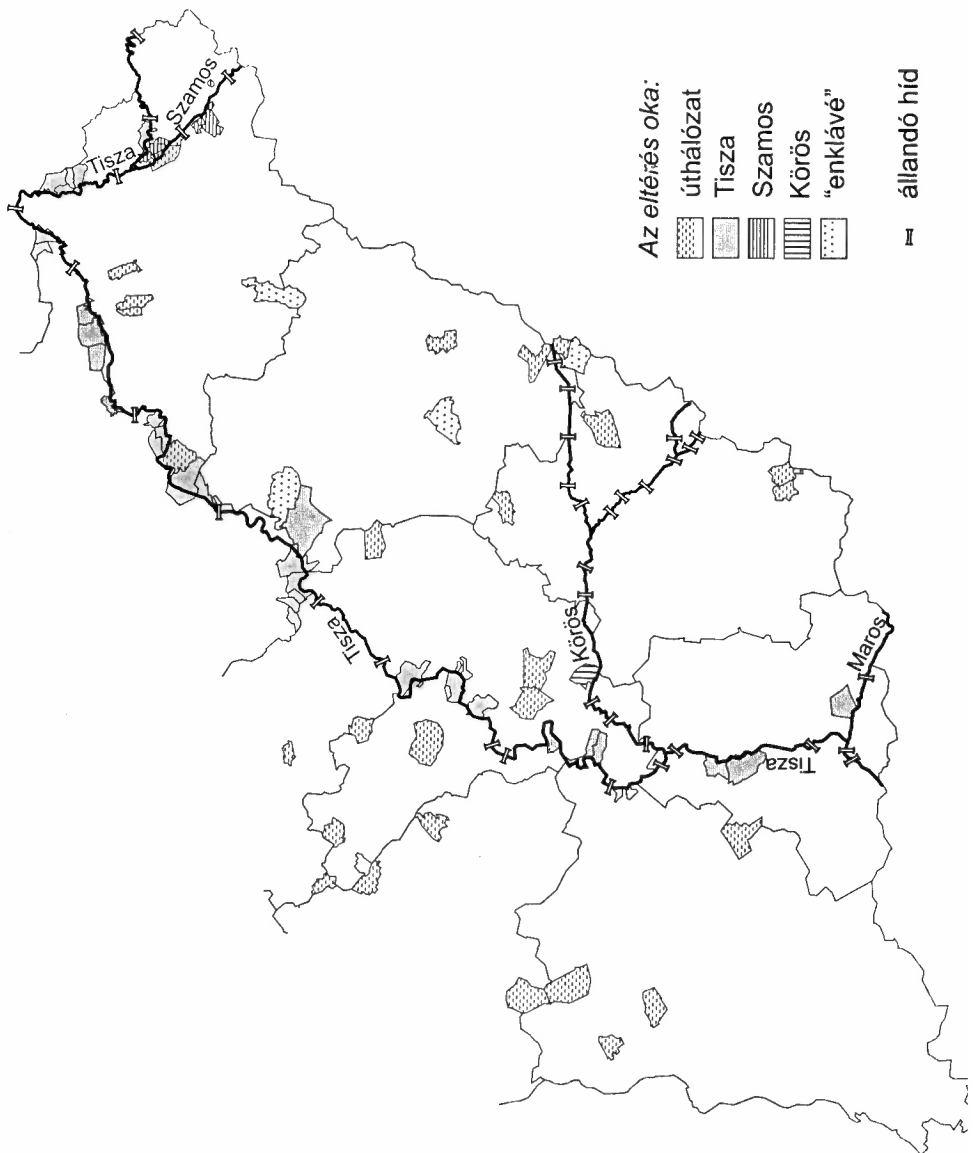 Tisza
Szamos
Tisza
Körös
Maros
Tisza
Az eltérés oka:
úthálózat
Tisza
Szamos
Körös
“enklávé”
állandó híd